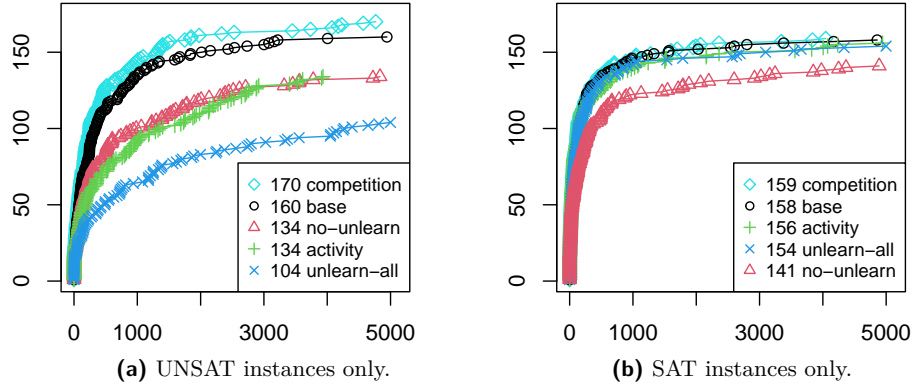 150
100
50
0
170 competition
160 base
134 no−unlearn
134 activity
104 unlearn−all
0 1000 3000 5000
(a) UNSAT instances only.
150
100
50
0
159 competition
158 base
156 activity
154 unlearn−all
141 no−unlearn
0 1000 3000 5000
(b) SAT instances only.